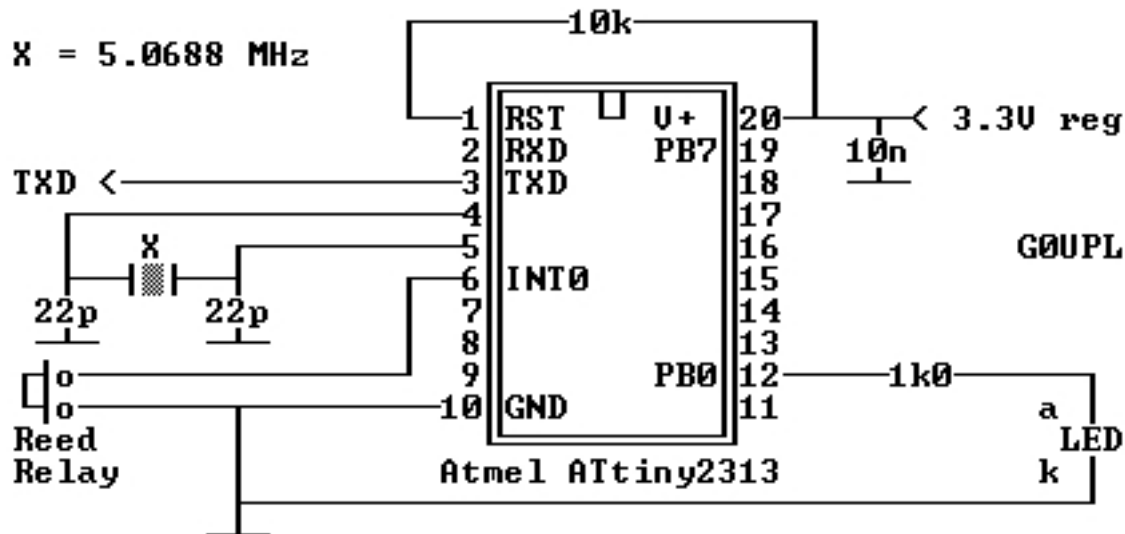 10k
X = 5.0688 MHz
1 RST V+ 20 < 3.3V reg
2 RXD PB7 19 10n
TXD < 3 TXD 18
4 17
X 5 16 G0UPL
6 INT0 15
22p 22p 7 14
8 13
9 PB0 12 1k0
10 GND 11 a
Reed LED
Relay Atmel ATtiny2313 k